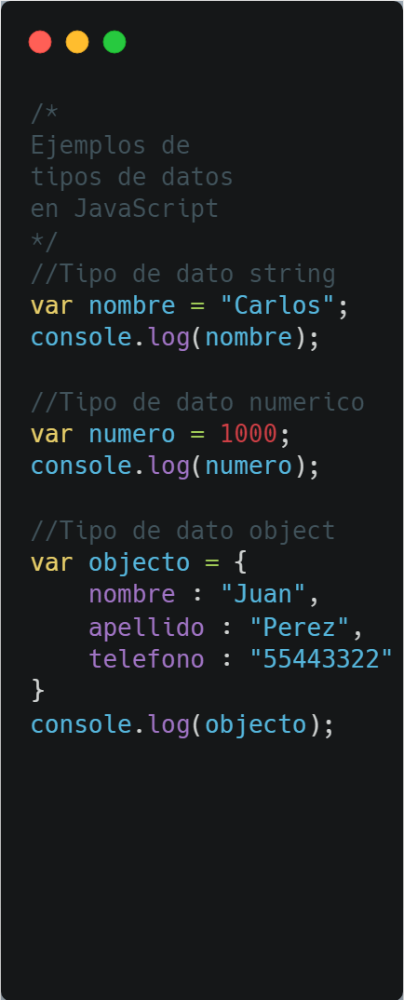 /*
Ejemplos de
tipos de datos
en JavaScript
*/
//Tipo de dato string
var nombre = "Carlos";
console.log(nombre);

//Tipo de dato numerico
var numero = 1000;
console.log(numero);

//Tipo de dato object
var objecto = {
    nombre : "Juan",
    apellido : "Perez",
    telefono : "55443322"
}
console.log(objecto);